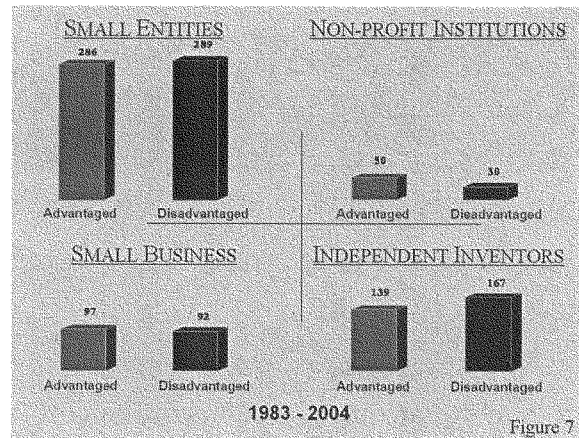 SMALL ENTITIES
286
289
Advantaged
Disadvantaged
NON-PROFIT INSTITUTIONS
50
30
Advantaged
Disadvantaged
SMALL BUSINESS
97
92
Advantaged
Disadvantaged
INDEPENDENT INVENTORS
139
167
Advantaged
Disadvantaged
1983 - 2004
Figure 7